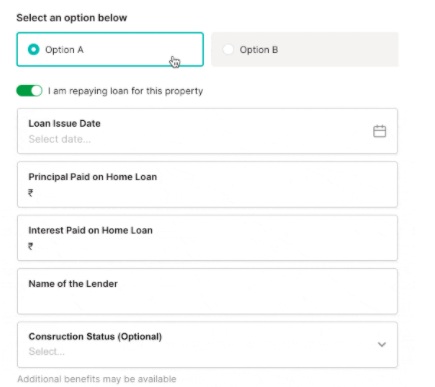 Select an option below
Option A
Option B
I am repaying loan for this property
Loan Issue Date
Select date...
Principal Paid on Home Loan
₹
Interest Paid on Home Loan
₹
Name of the Lender
Consruction Status (Optional)
Select...
Additional benefits may be available